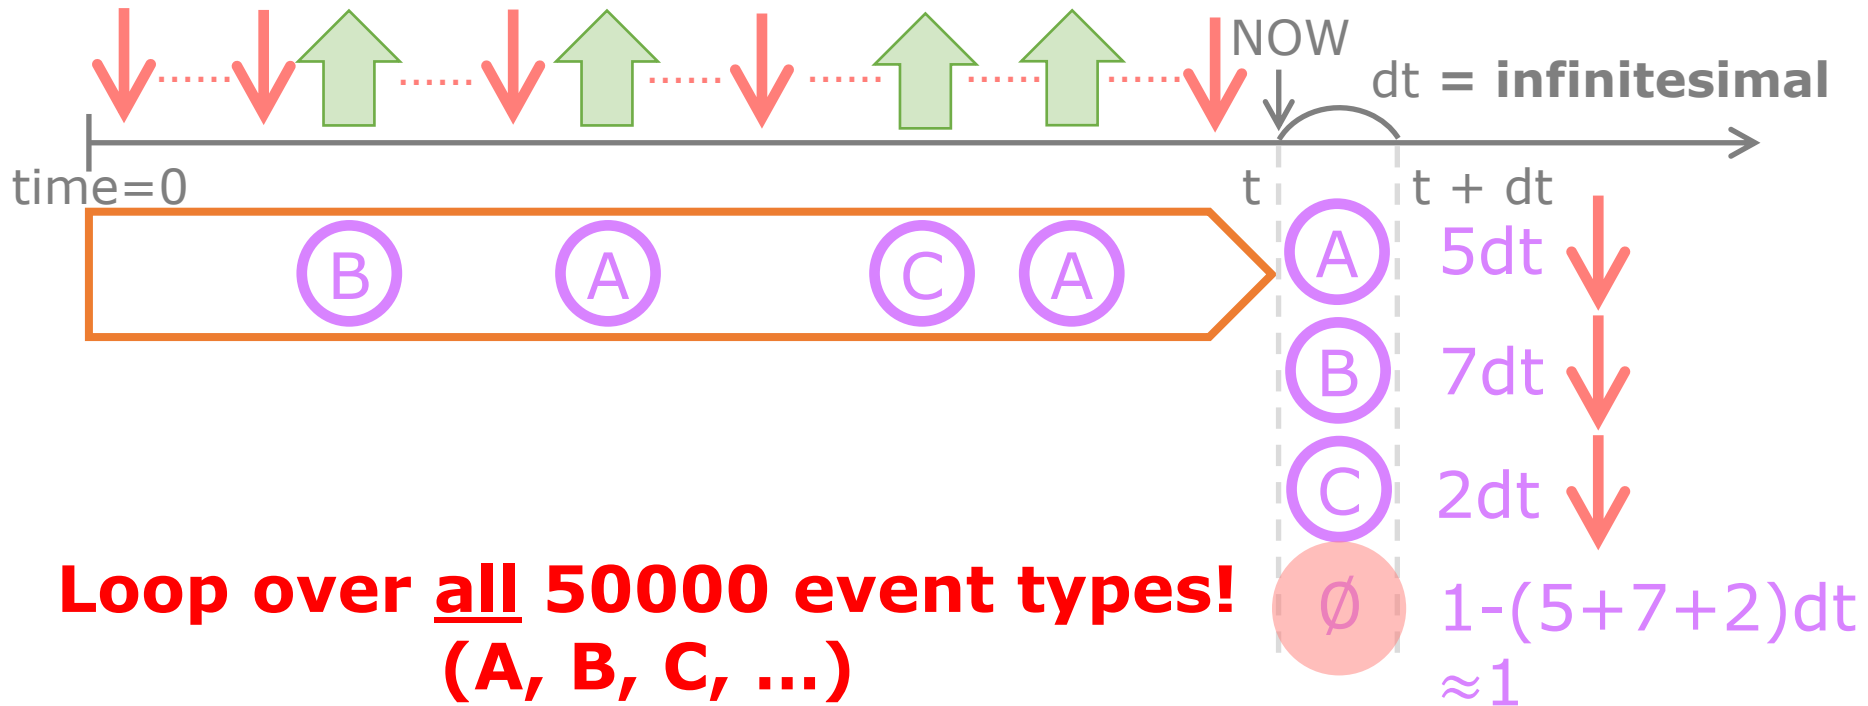 NOW
dt = infinitesimal
time=0
t
t + dt
B
A
C
A
A
5dt
B
7dt
C
2dt
Ø
1-(5+7+2)dt
≈1
Loop over all 50000 event types!
(A, B, C, ...)